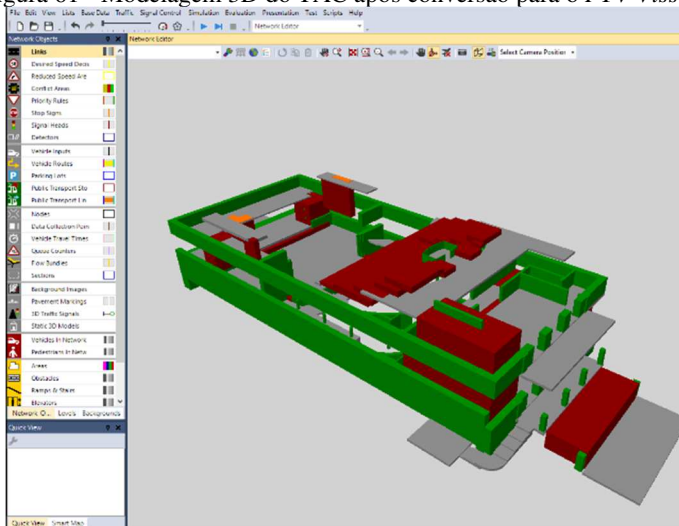 Figura 61 - Modelagem 3D do TAC após conversão para o PTV Viss
File Edit View Lists Base Data Traffic Signal Control Simulation Evaluation Presentation Test Scripts Help
Network Editor
Network Objects
Network Editor
Select Camera Position
Links
Desired Speed Decis
Reduced Speed Are
Conflict Areas
Priority Rules
Stop Signs
Signal Heads
Detectors
Vehicle Inputs
Vehicle Routes
Parking Lots
Public Transport Sto
Public Transport Lin
Nodes
Data Collection Poin
Vehicle Travel Times
Queue Counters
Flow Bundles
Sections
Background Images
Pavement Markings
3D Traffic Signals
Static 3D Models
Vehicles In Network
Pedestrians In Netw
Areas
Obstacles
Ramps & Stairs
Elevators
Network O... Levels Backgrounds
Quick View
Quick View Smart Map